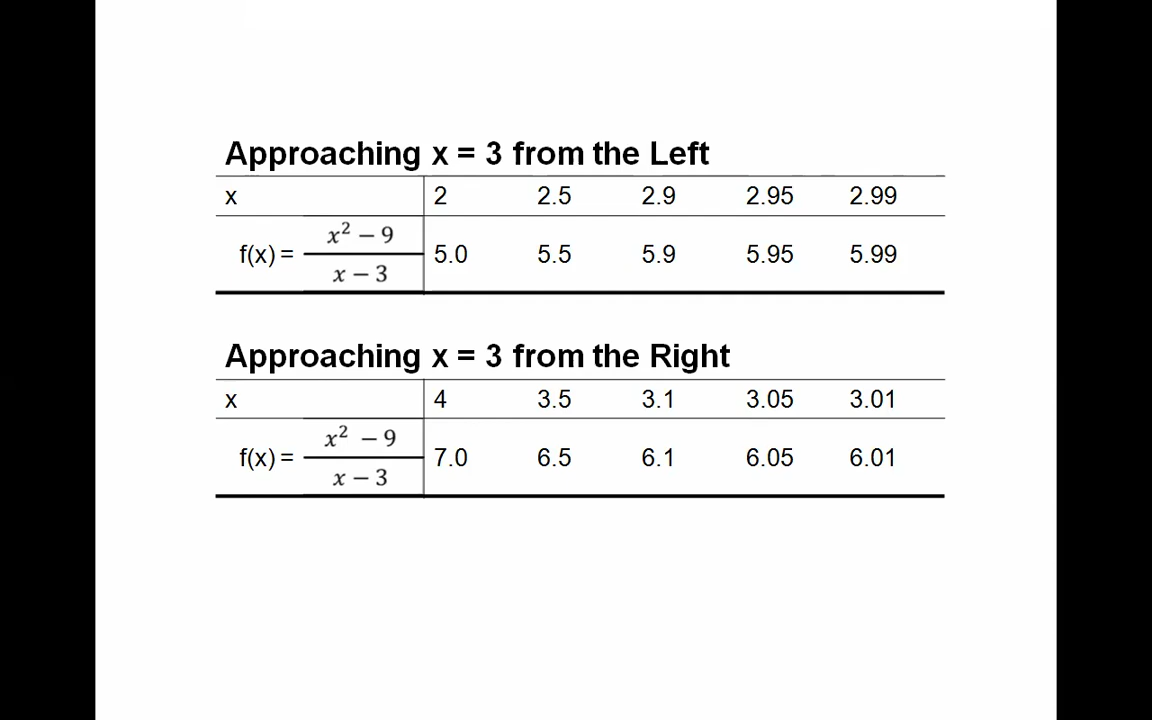 Approaching x = 3 from the Left
x 2 2.5 2.9 2.95 2.99
x² − 9
f(x) = 5.0 5.5 5.9 5.95 5.99
x − 3
Approaching x = 3 from the Right
x 4 3.5 3.1 3.05 3.01
x² − 9
f(x) = 7.0 6.5 6.1 6.05 6.01
x − 3